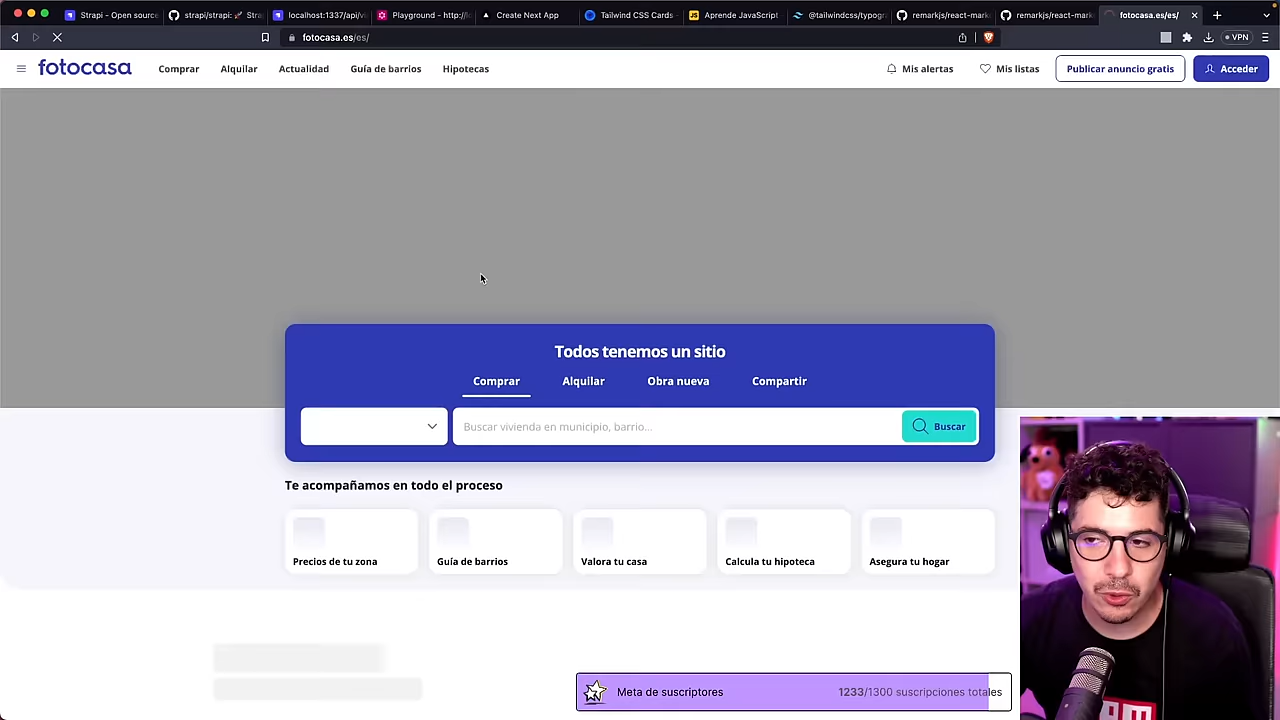 Strapi - Open source
strapi/strapi: 🚀 Stra
localhost:1337/api/vi
Playground - http://lo
Create Next App
Tailwind CSS Cards -
Aprende JavaScript
@tailwindcss/typogr
remarkjs/react-mark
remarkjs/react-mark
fotocasa.es/es/
fotocasa.es/es/
VPN
fotocasa
Comprar
Alquilar
Actualidad
Guía de barrios
Hipotecas
Mis alertas
Mis listas
Publicar anuncio gratis
Acceder
Todos tenemos un sitio
Comprar
Alquilar
Obra nueva
Compartir
Buscar vivienda en municipio, barrio...
Buscar
Te acompañamos en todo el proceso
Precios de tu zona
Guía de barrios
Valora tu casa
Calcula tu hipoteca
Asegura tu hogar
Meta de suscriptores
1233/1300 suscripciones totales